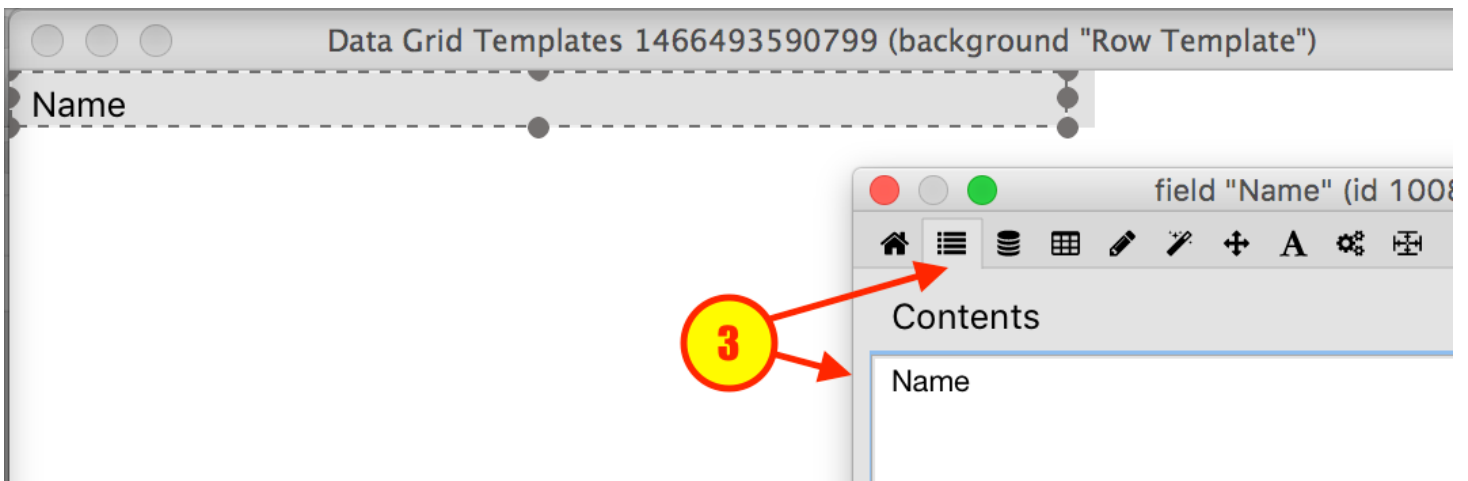 Data Grid Templates 1466493590799 (background "Row Template")
Name
field "Name" (id 1008
A
3
Contents
Name